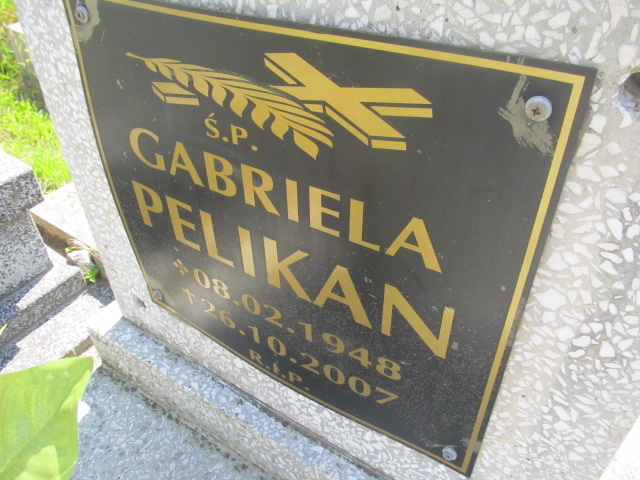 Ś.P.
GABRIELA
PELIKAN
* 08.02.1948
† 26.10.2007
R.I.P.